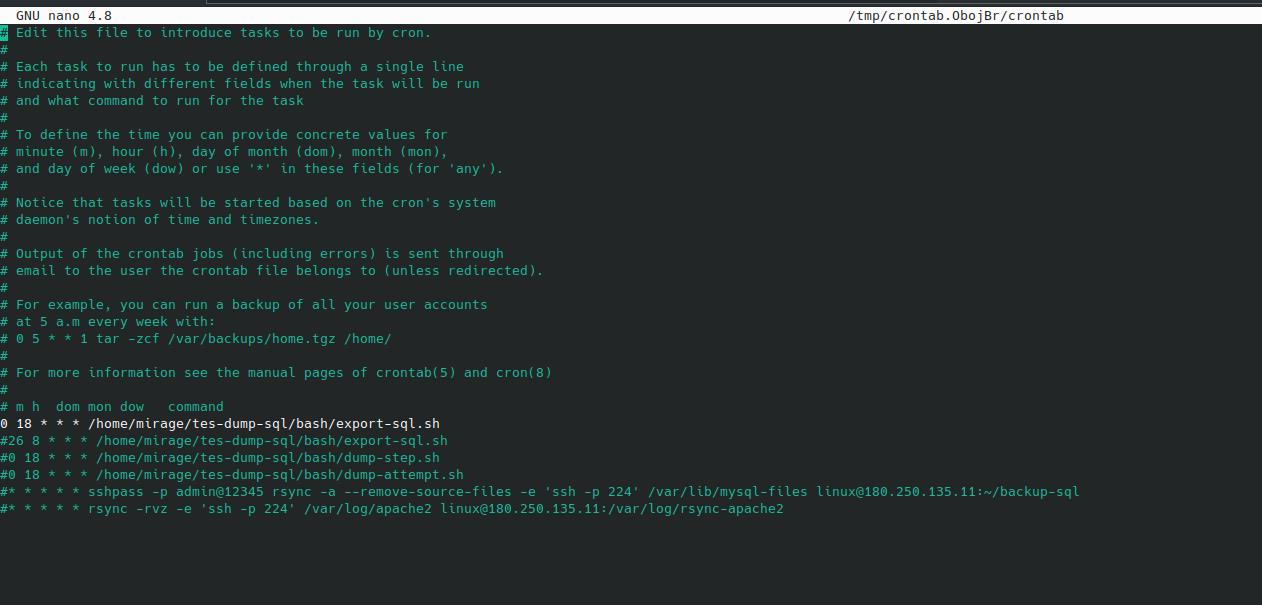 GNU nano 4.8 /tmp/crontab.ObojBr/crontab
# Edit this file to introduce tasks to be run by cron.
#
# Each task to run has to be defined through a single line
# indicating with different fields when the task will be run
# and what command to run for the task
#
# To define the time you can provide concrete values for
# minute (m), hour (h), day of month (dom), month (mon),
# and day of week (dow) or use '*' in these fields (for 'any').
#
# Notice that tasks will be started based on the cron's system
# daemon's notion of time and timezones.
#
# Output of the crontab jobs (including errors) is sent through
# email to the user the crontab file belongs to (unless redirected).
#
# For example, you can run a backup of all your user accounts
# at 5 a.m every week with:
# 0 5 * * 1 tar -zcf /var/backups/home.tgz /home/
#
# For more information see the manual pages of crontab(5) and cron(8)
#
# m h  dom mon dow   command
0 18 * * * /home/mirage/tes-dump-sql/bash/export-sql.sh
#26 8 * * * /home/mirage/tes-dump-sql/bash/export-sql.sh
#0 18 * * * /home/mirage/tes-dump-sql/bash/dump-step.sh
#0 18 * * * /home/mirage/tes-dump-sql/bash/dump-attempt.sh
#* * * * * sshpass -p admin@12345 rsync -a --remove-source-files -e 'ssh -p 224' /var/lib/mysql-files linux@180.250.135.11:~/backup-sql
#* * * * * rsync -rvz -e 'ssh -p 224' /var/log/apache2 linux@180.250.135.11:/var/log/rsync-apache2